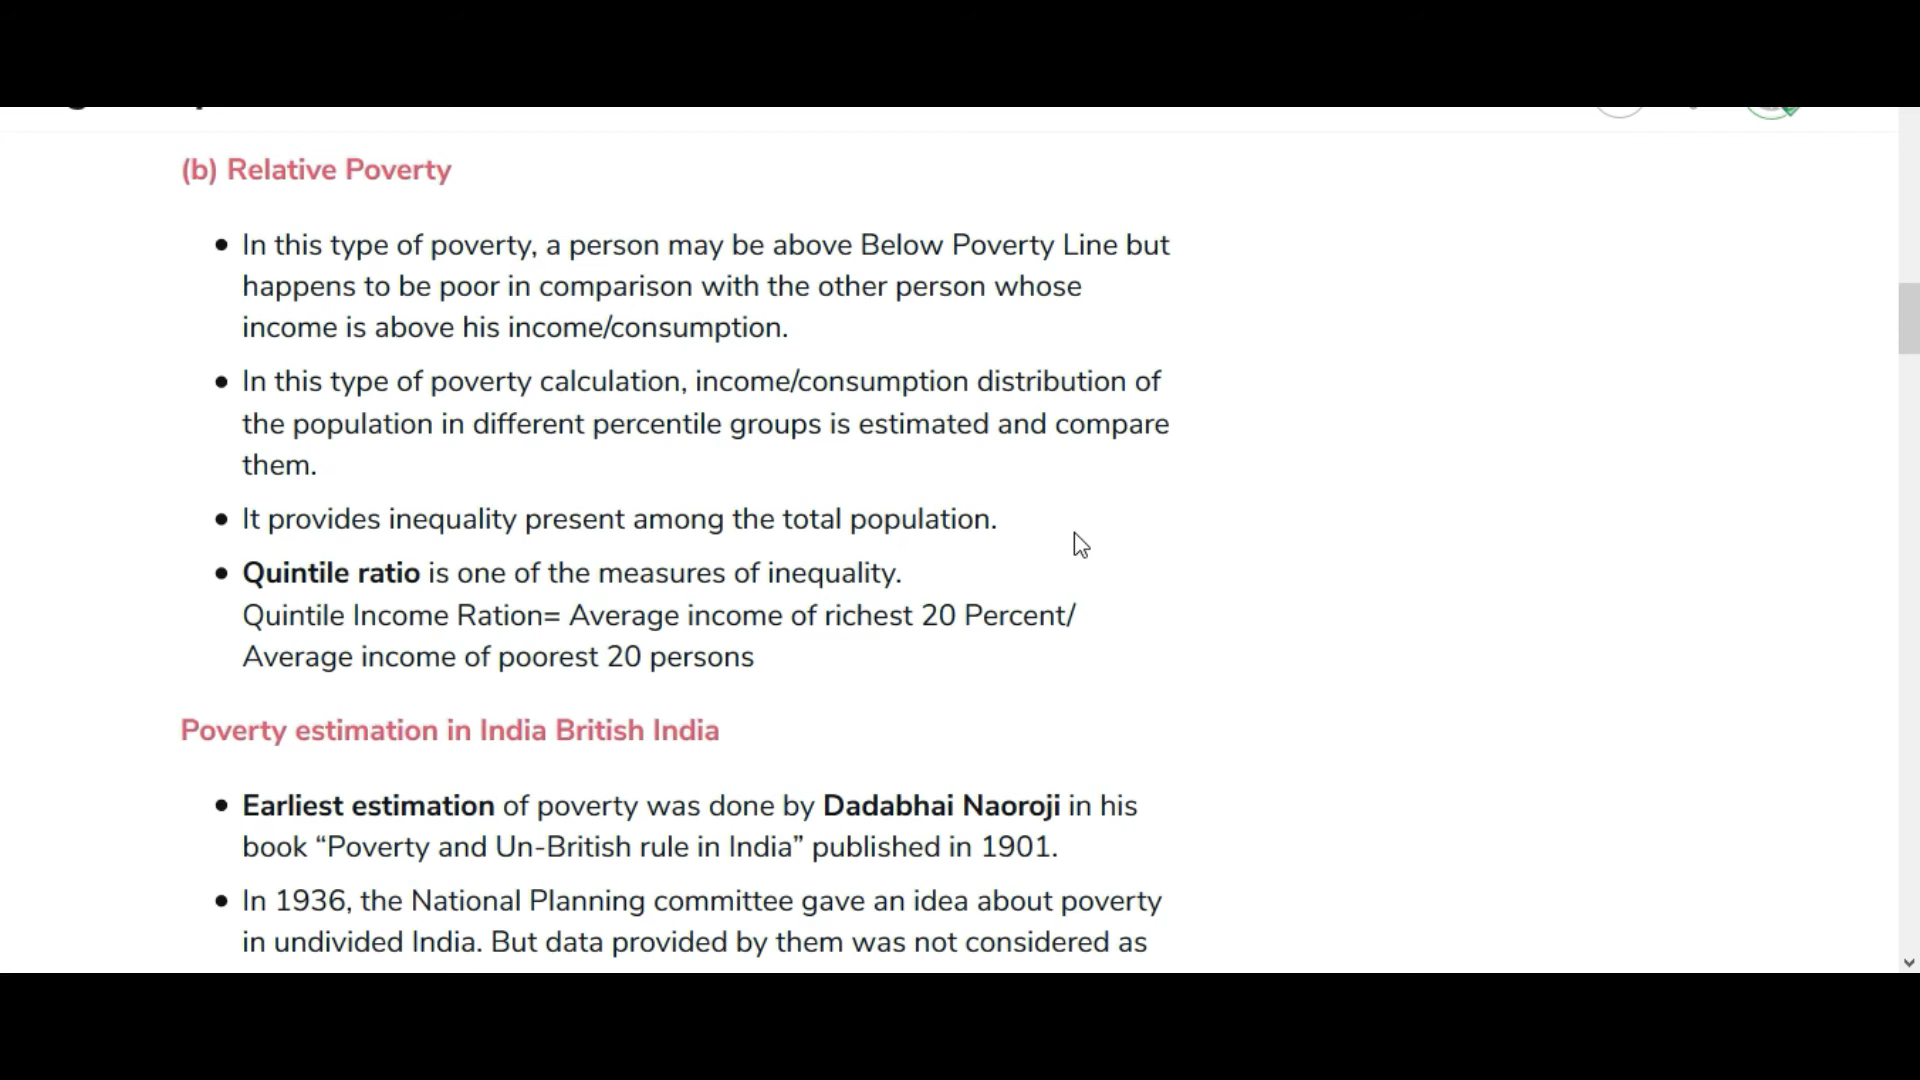 (b) Relative Poverty
• In this type of poverty, a person may be above Below Poverty Line but
happens to be poor in comparison with the other person whose
income is above his income/consumption.
• In this type of poverty calculation, income/consumption distribution of
the population in different percentile groups is estimated and compare
them.
• It provides inequality present among the total population.
• Quintile ratio is one of the measures of inequality.
Quintile Income Ration= Average income of richest 20 Percent/
Average income of poorest 20 persons
Poverty estimation in India British India
• Earliest estimation of poverty was done by Dadabhai Naoroji in his
book “Poverty and Un-British rule in India” published in 1901.
• In 1936, the National Planning committee gave an idea about poverty
in undivided India. But data provided by them was not considered as